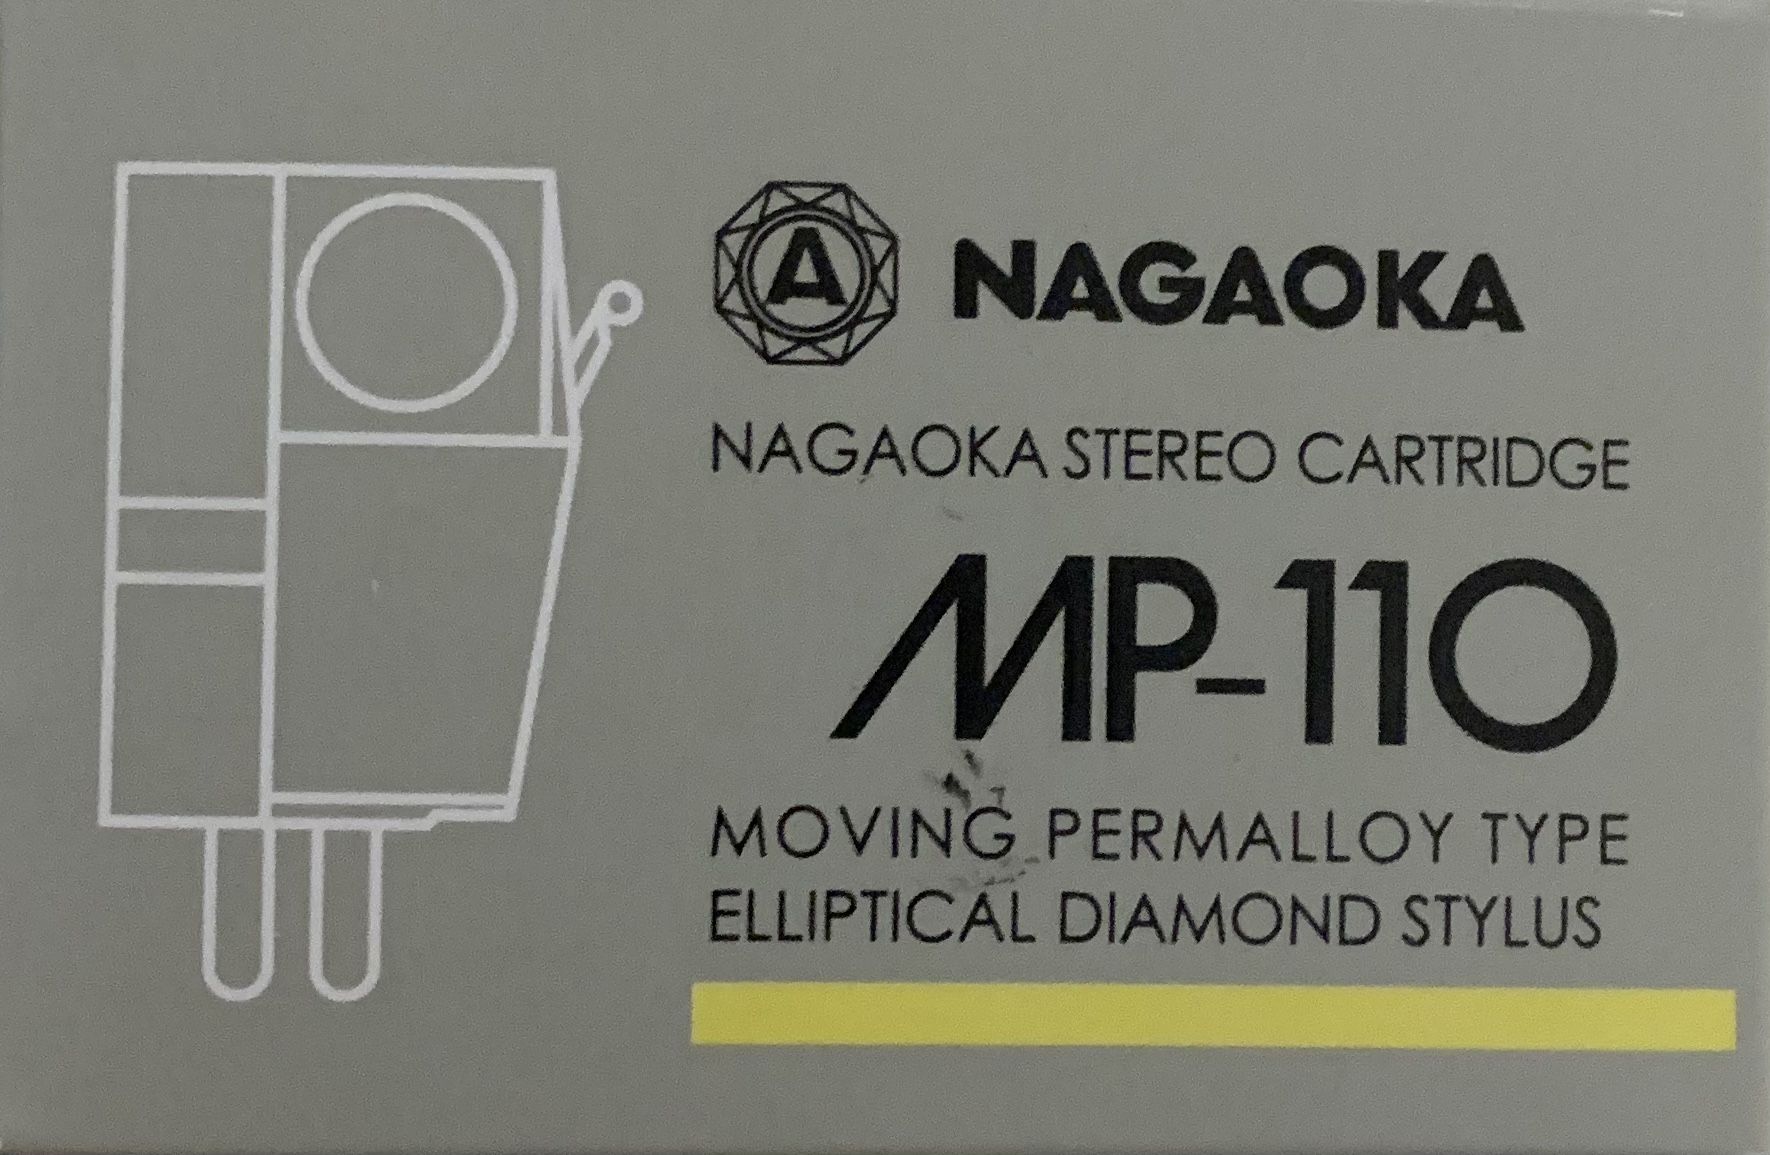 A NAGAOKA
NAGAOKA STEREO CARTRIDGE
MP-110
MOVING PERMALLOY TYPE
ELLIPTICAL DIAMOND STYLUS